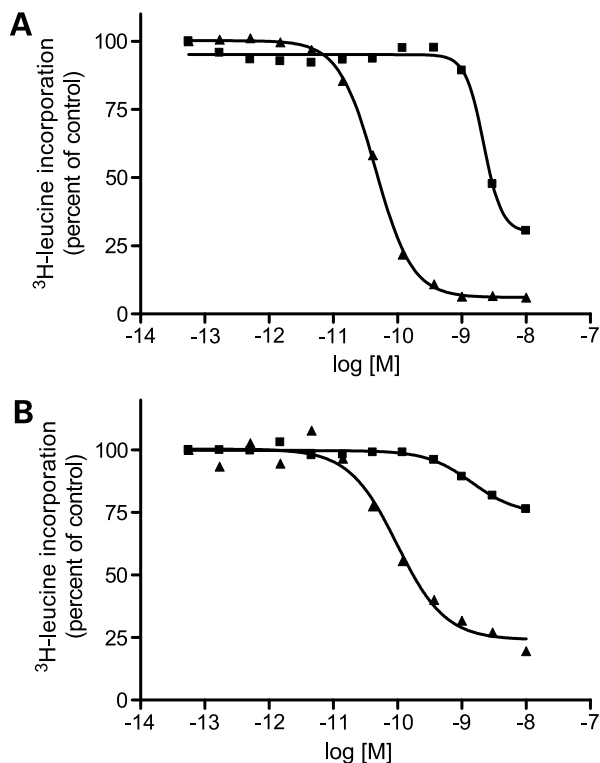 A
³H-leucine incorporation
(percent of control)
100
75
50
25
0
-14 -13 -12 -11 -10 -9 -8 -7
log [M]
B
³H-leucine incorporation
(percent of control)
100
75
50
25
0
-14 -13 -12 -11 -10 -9 -8 -7
log [M]